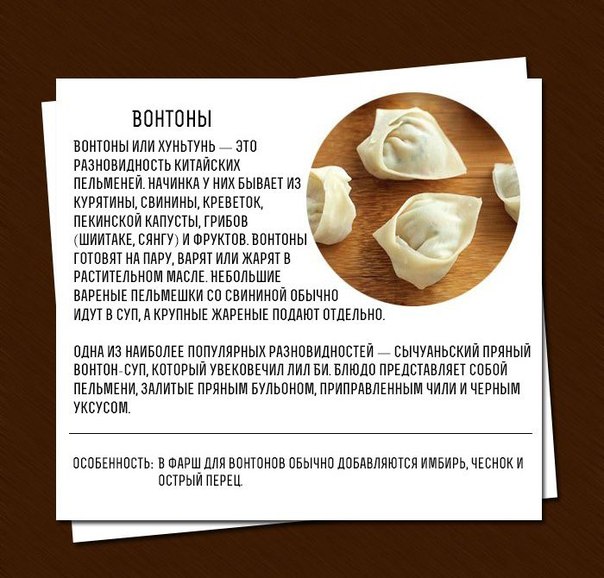 ВОНТОНЫ
ВОНТОНЫ ИЛИ ХУНЬТУНЬ — ЭТО
РАЗНОВИДНОСТЬ КИТАЙСКИХ
ПЕЛЬМЕНЕЙ. НАЧИНКА У НИХ БЫВАЕТ ИЗ
КУРЯТИНЫ, СВИНИНЫ, КРЕВЕТОК,
ПЕКИНСКОЙ КАПУСТЫ, ГРИБОВ
(ШИИТАКЕ, СЯНГУ) И ФРУКТОВ. ВОНТОНЫ
ГОТОВЯТ НА ПАРУ, ВАРЯТ ИЛИ ЖАРЯТ В
РАСТИТЕЛЬНОМ МАСЛЕ. НЕБОЛЬШИЕ
ВАРЕНЫЕ ПЕЛЬМЕШКИ СО СВИНИНОЙ ОБЫЧНО
ИДУТ В СУП, А КРУПНЫЕ ЖАРЕНЫЕ ПОДАЮТ ОТДЕЛЬНО.
ОДНА ИЗ НАИБОЛЕЕ ПОПУЛЯРНЫХ РАЗНОВИДНОСТЕЙ — СЫЧУАНЬСКИЙ ПРЯНЫЙ
ВОНТОН-СУП, КОТОРЫЙ УВЕКОВЕЧИЛ ЛИЛ БИ. БЛЮДО ПРЕДСТАВЛЯЕТ СОБОЙ
ПЕЛЬМЕНИ, ЗАЛИТЫЕ ПРЯНЫМ БУЛЬОНОМ, ПРИПРАВЛЕННЫМ ЧИЛИ И ЧЕРНЫМ
УКСУСОМ.
ОСОБЕННОСТЬ: В ФАРШ ДЛЯ ВОНТОНОВ ОБЫЧНО ДОБАВЛЯЮТСЯ ИМБИРЬ, ЧЕСНОК И
ОСТРЫЙ ПЕРЕЦ.